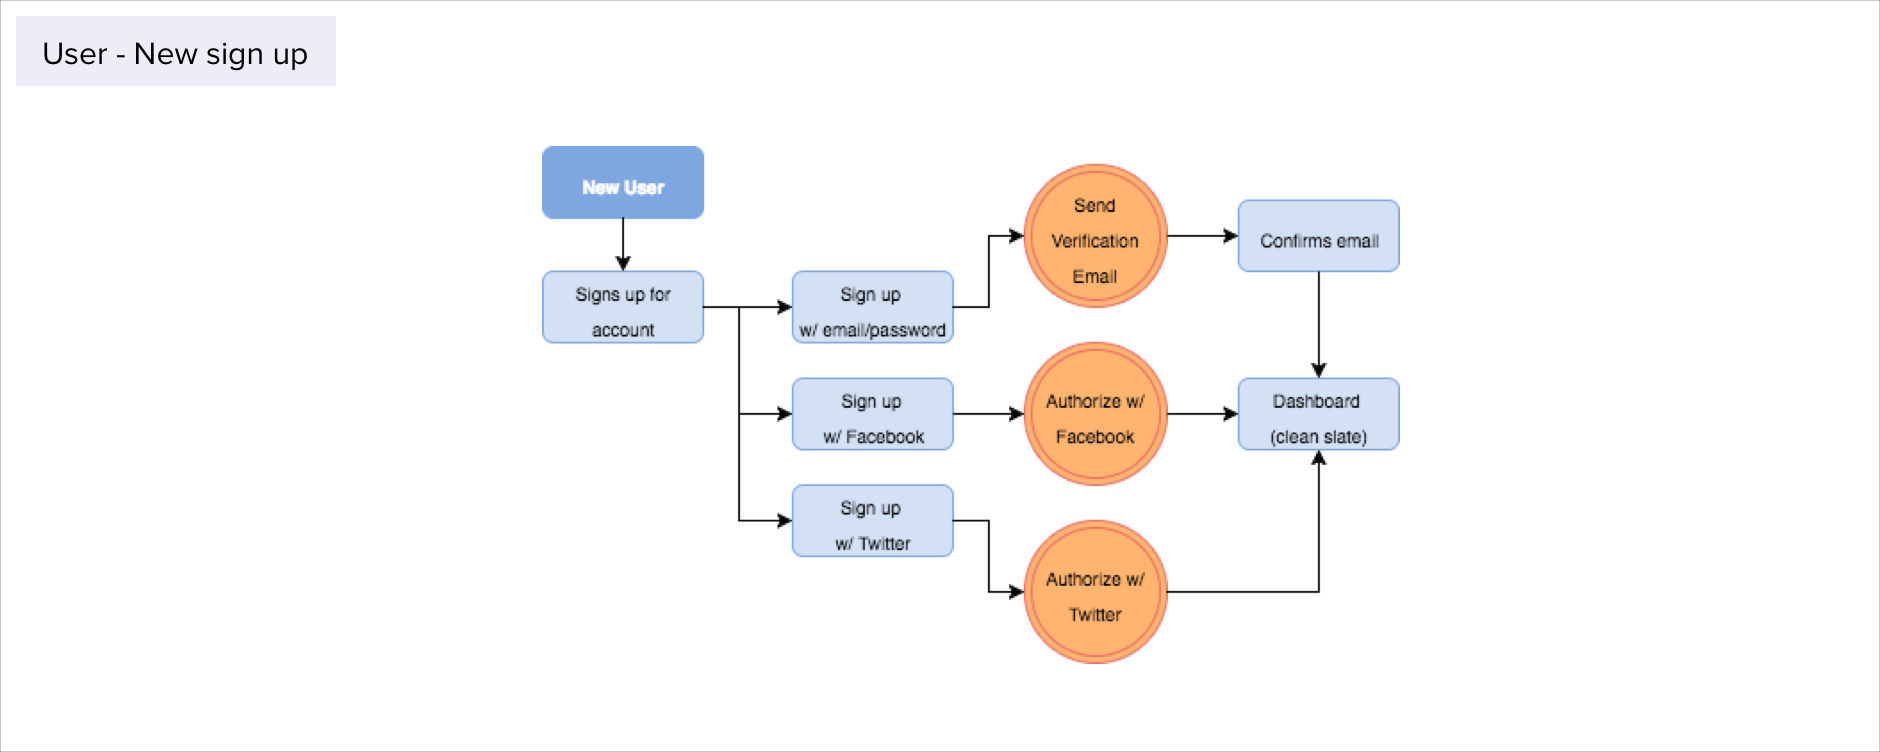 User - New sign up
New User
Signs up for
account
Sign up
w/ email/password
Sign up
w/ Facebook
Sign up
w/ Twitter
Send
Verification
Email
Authorize w/
Facebook
Authorize w/
Twitter
Confirms email
Dashboard
(clean slate)